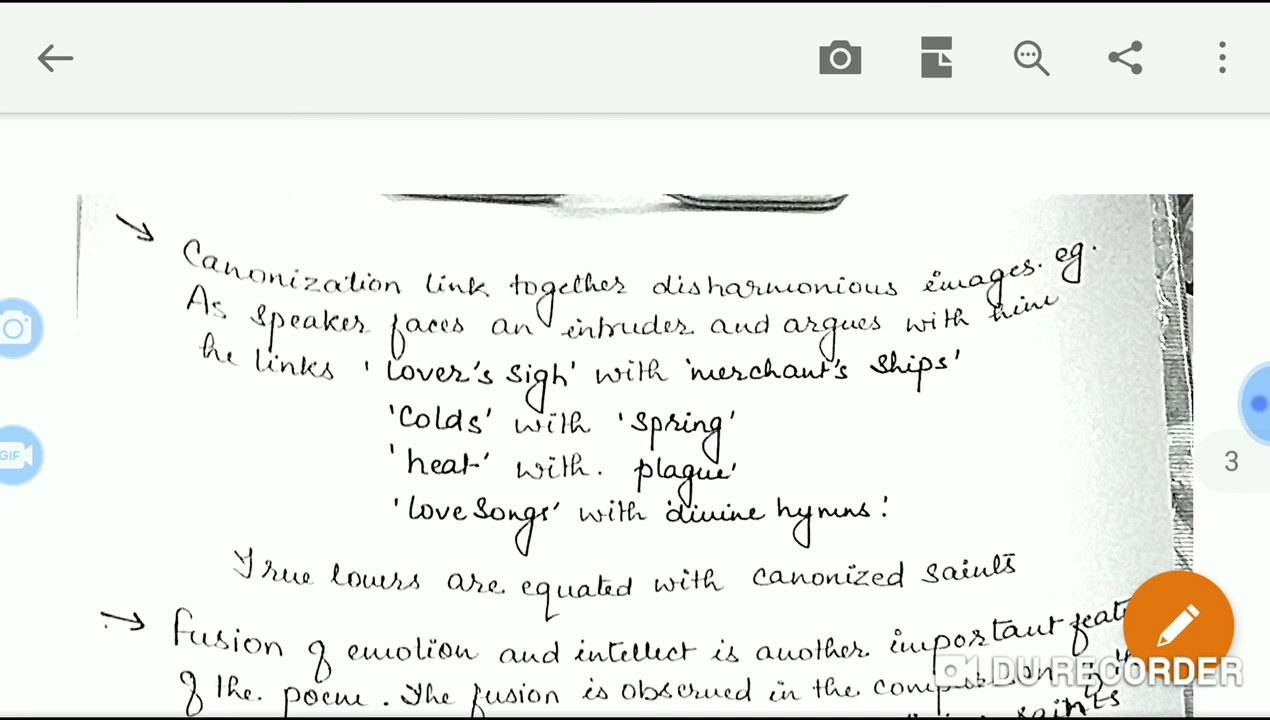 → Canonization link together disharmonious images. eg.
As speaker faces an intruder and argues with him
he links 'lover's sigh' with 'merchant's ships'
'Colds' with 'spring'
'heat' with. plague'
'love songs' with divine hymns'.
True lovers are equated with canonized saints
3
→ Fusion of emotion and intellect is another important feat
of the poem. The fusion is observed in the
saints
GIF
DU RECORDER